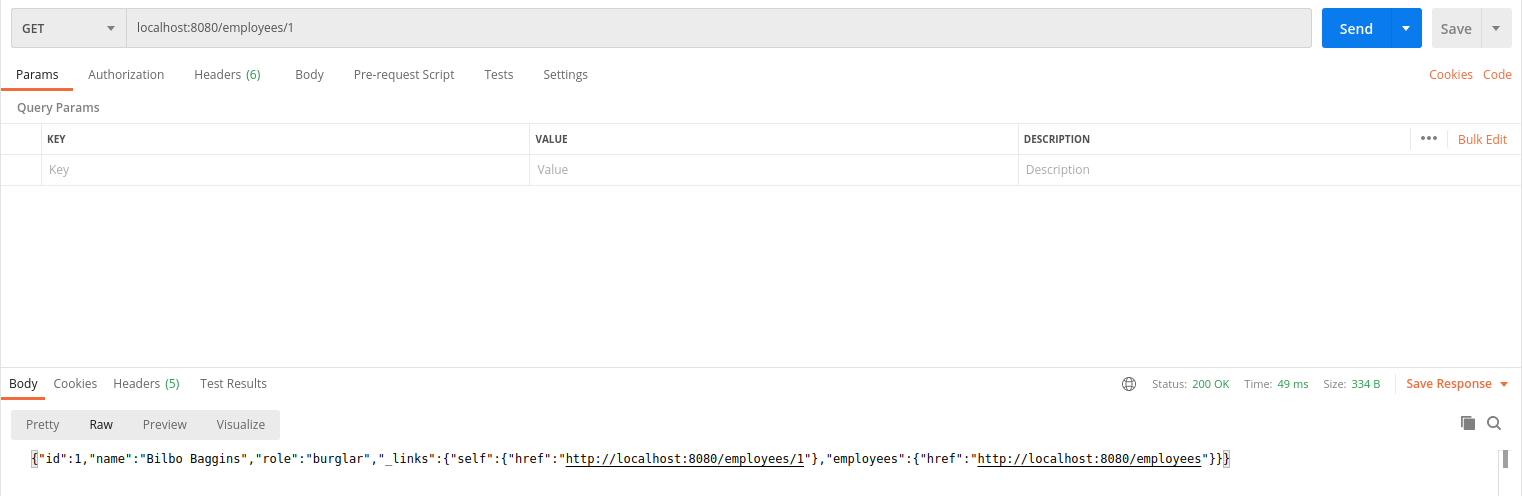 GET localhost:8080/employees/1 Send Save
Params Authorization Headers (6) Body Pre-request Script Tests Settings Cookies Code
Query Params
KEY VALUE DESCRIPTION ••• Bulk Edit
Key Value Description
Body Cookies Headers (5) Test Results Status: 200 OK Time: 49 ms Size: 334 B Save Response
Pretty Raw Preview Visualize
{"id":1,"name":"Bilbo Baggins","role":"burglar","_links":{"self":{"href":"http://localhost:8080/employees/1"},"employees":{"href":"http://localhost:8080/employees"}}}